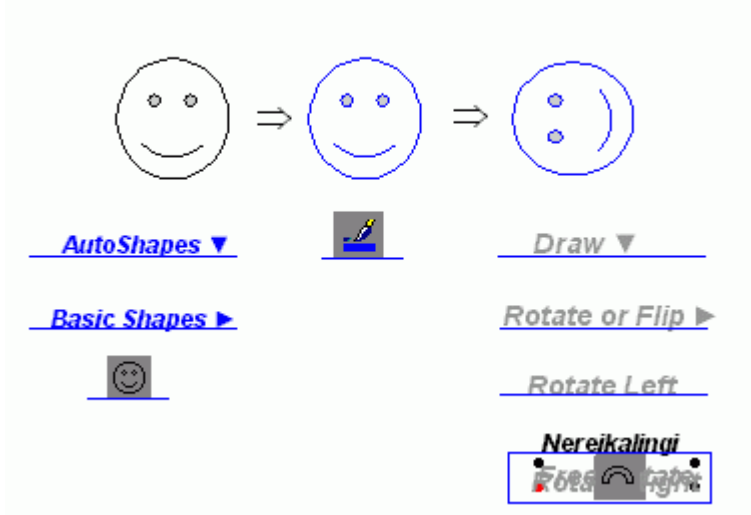 AutoShapes ▼
Draw ▼
Basic Shapes ►
Rotate or Flip ►
Rotate Left
Nereikalingi